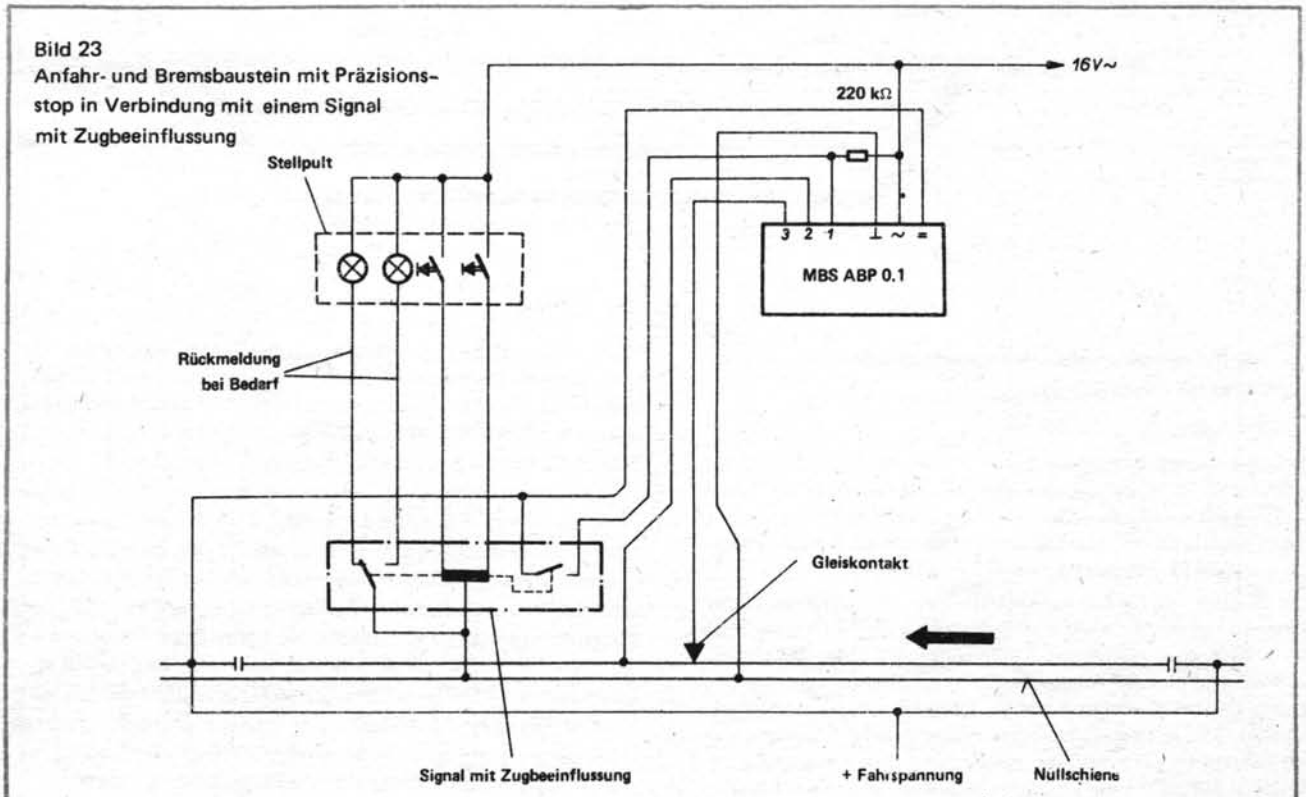 Bild 23
Anfahr- und Bremsbaustein mit Präzisions-
stop in Verbindung mit einem Signal
mit Zugbeeinflussung
16V~
220 kΩ
Stellpult
3 2 1 ⊥ ~ =
MBS ABP 0.1
Rückmeldung
bei Bedarf
Gleiskontakt
Signal mit Zugbeeinflussung
+ Fahrspannung
Nullschiene